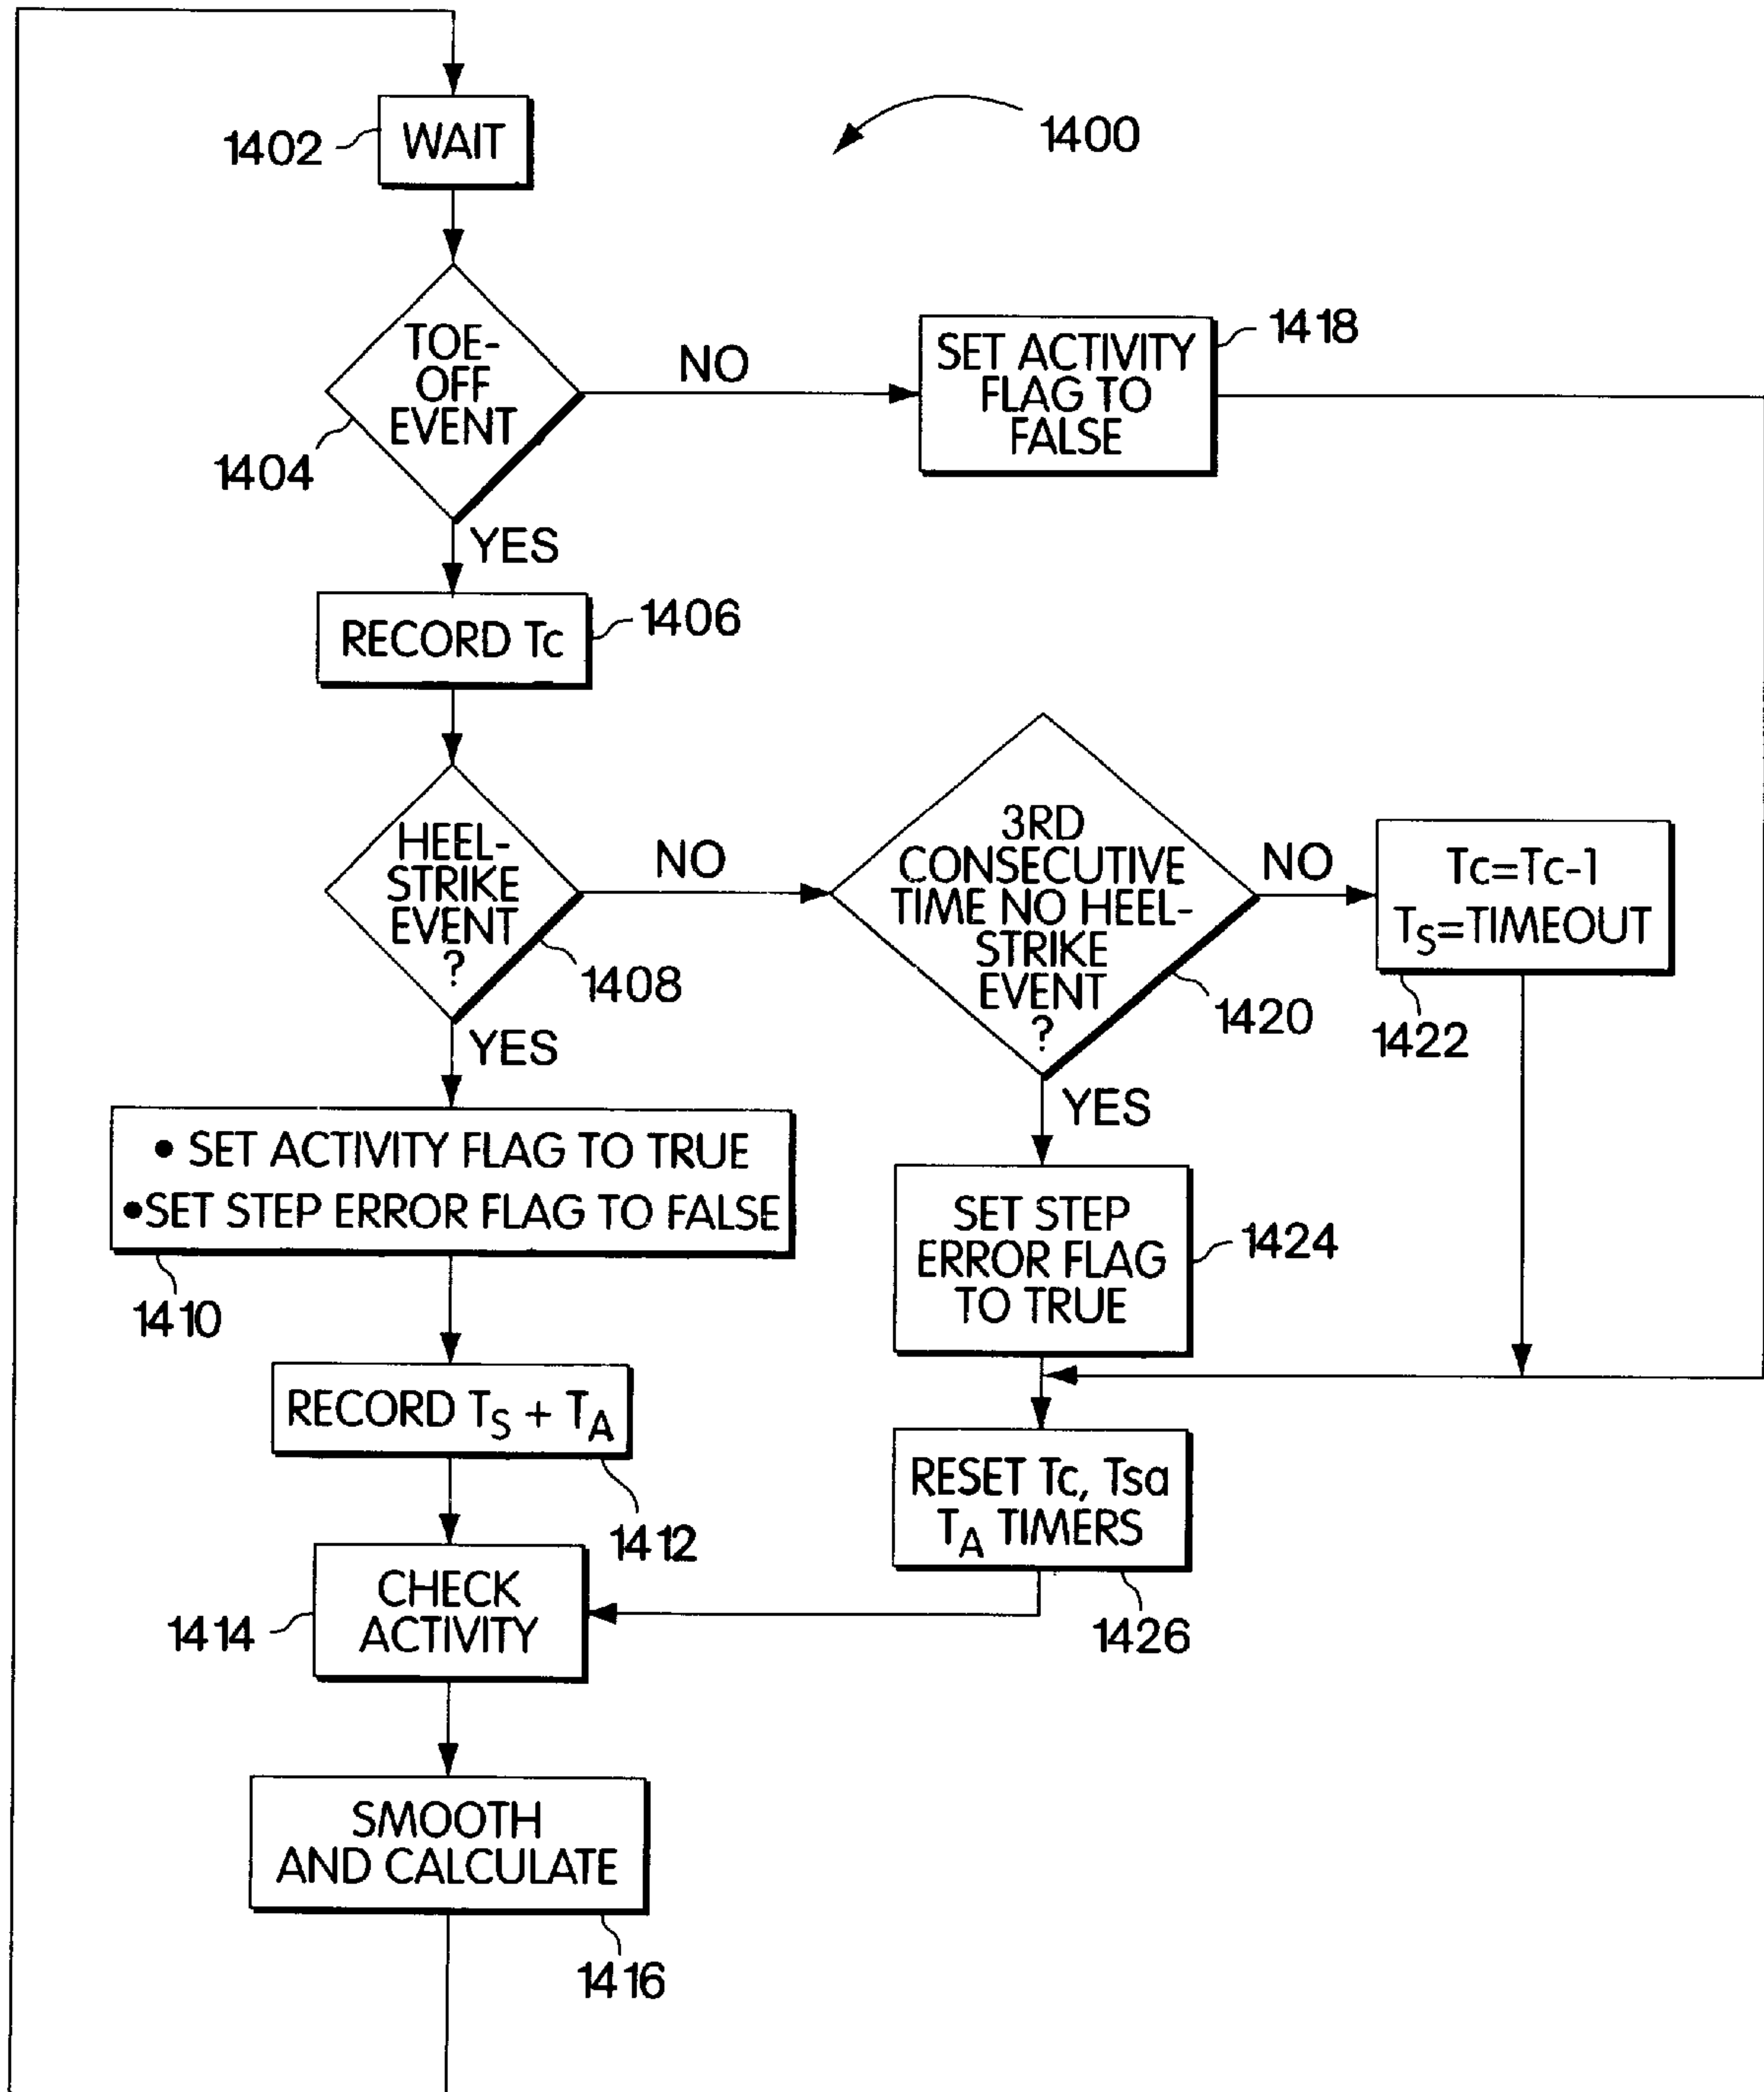 1400
1402
WAIT
TOE-
OFF
EVENT
1404
NO
SET ACTIVITY
FLAG TO
FALSE
1418
YES
RECORD Tc
1406
HEEL-
STRIKE
EVENT
?
1408
NO
3RD
CONSECUTIVE
TIME NO HEEL-
STRIKE
EVENT
?
1420
NO
Tc=Tc-1
TS=TIMEOUT
1422
YES
• SET ACTIVITY FLAG TO TRUE
•SET STEP ERROR FLAG TO FALSE
1410
YES
SET STEP
ERROR FLAG
TO TRUE
1424
RECORD TS + TA
1412
RESET Tc, Tsa
TA TIMERS
1426
CHECK
ACTIVITY
1414
SMOOTH
AND CALCULATE
1416